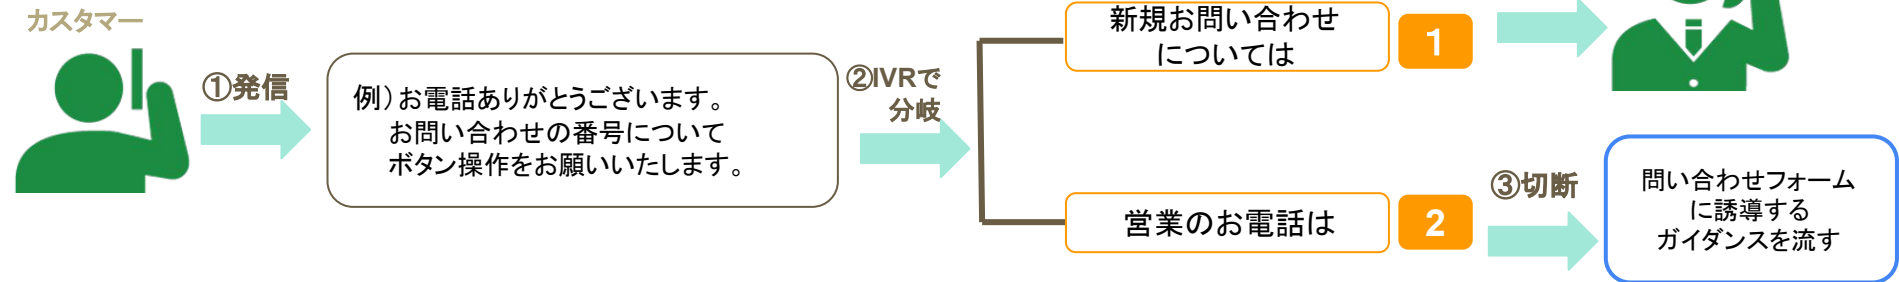 カスタマー
①発信
例）お電話ありがとうございます。
お問い合わせの番号について
ボタン操作をお願いいたします。
②IVRで
分岐
新規お問い合わせ
については
1
営業のお電話は
2
③切断
問い合わせフォーム
に誘導する
ガイダンスを流す